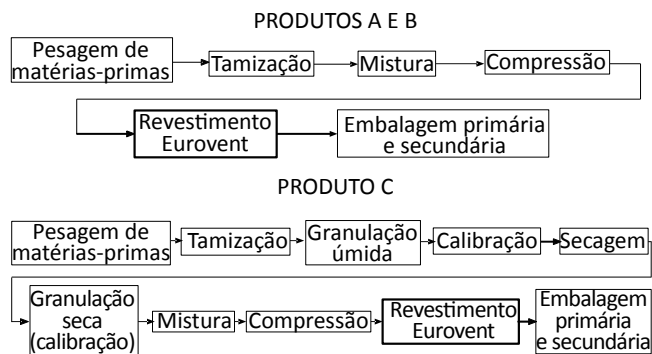 PRODUTOS A E B
Pesagem de
matérias-primas
Tamização
Mistura
Compressão
Revestimento
Eurovent
Embalagem primária
e secundária
PRODUTO C
Pesagem de
matérias-primas
Tamização
Granulação
úmida
Calibração
Secagem
Granulação
seca
(calibração)
Mistura
Compressão
Revestimento
Eurovent
Embalagem
primária
e secundária